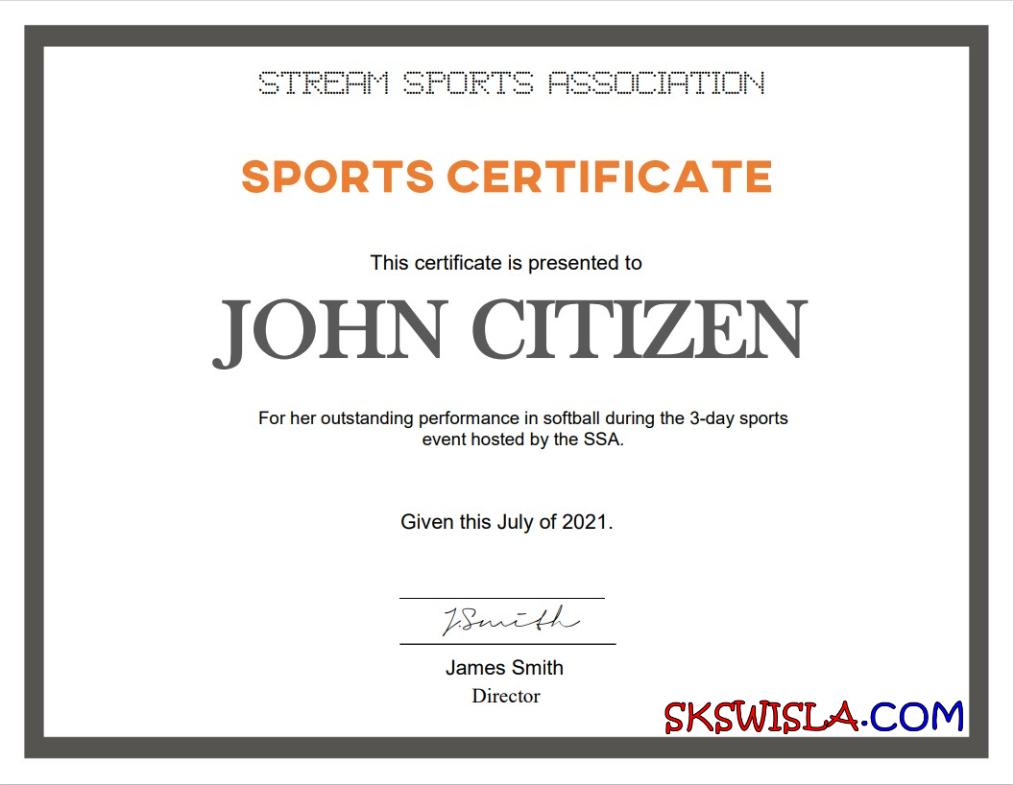 STREAM SPORTS ASSOCIATION
SPORTS CERTIFICATE
This certificate is presented to
JOHN CITIZEN
For her outstanding performance in softball during the 3-day sports
event hosted by the SSA.
Given this July of 2021.
J.Smith
James Smith
Director
SKSWISLA.COM